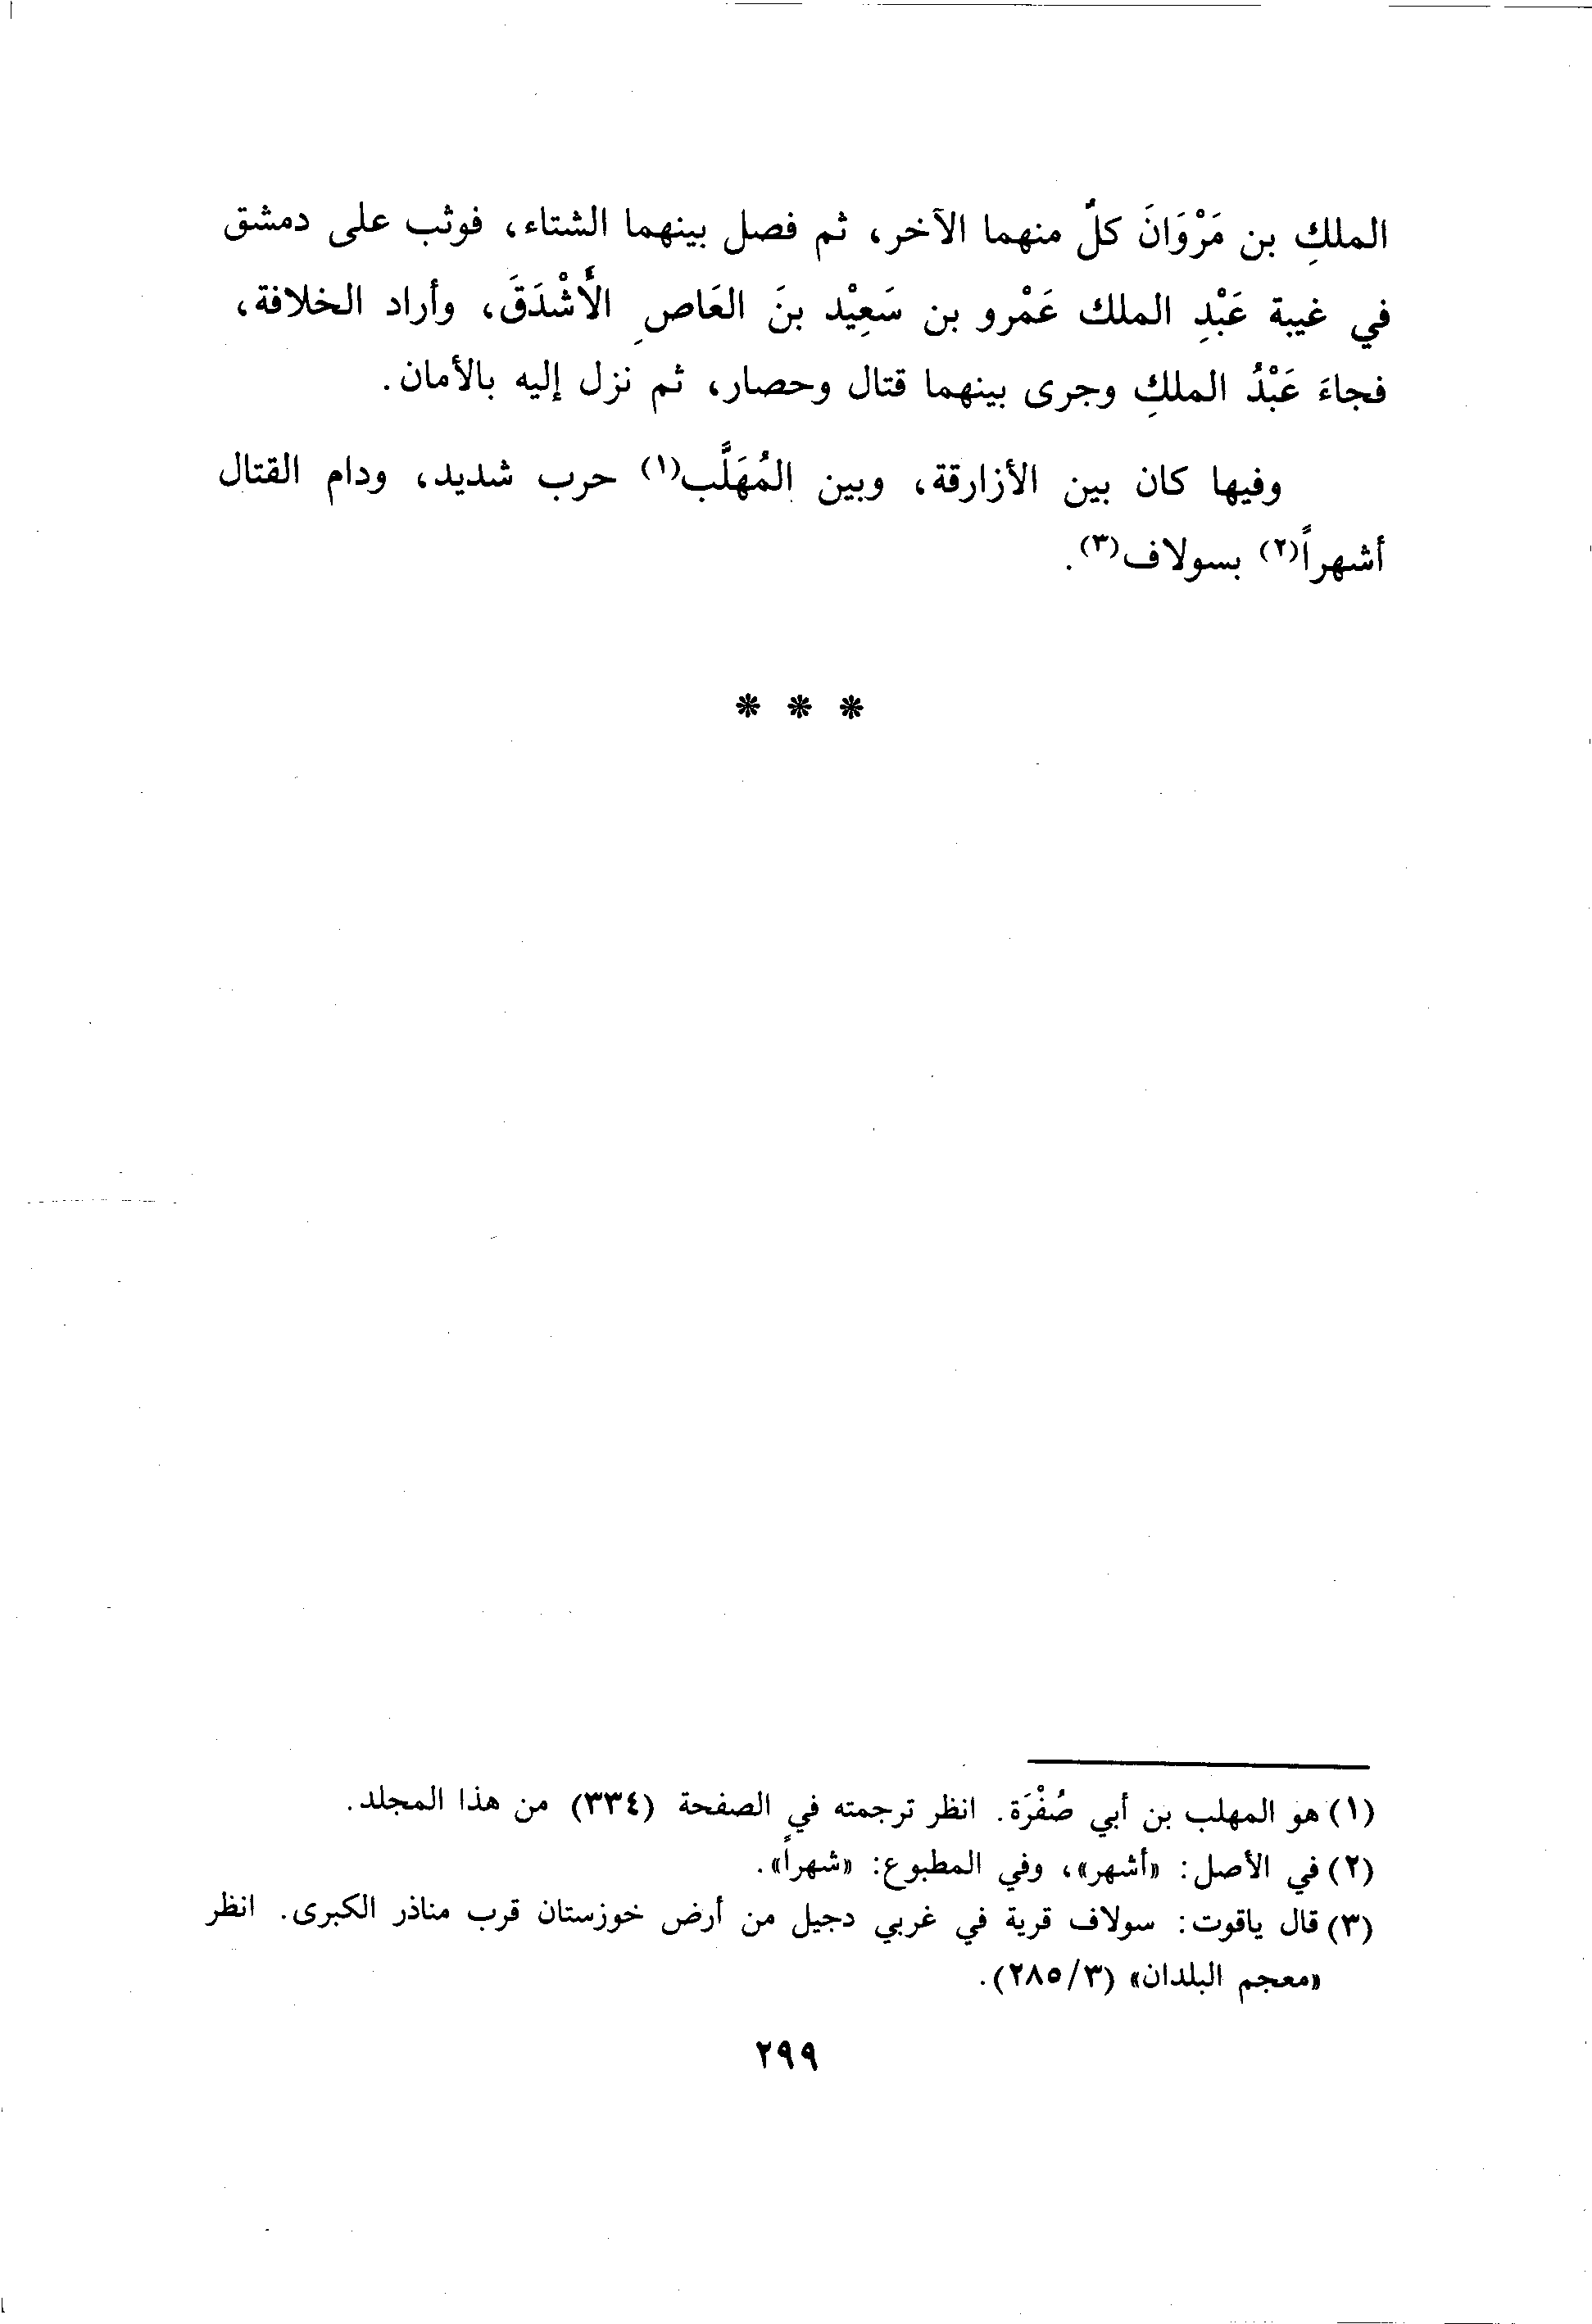 الملكِ بن مَرْوَانَ كلٌ منهما الآخر، ثم فصل بينهما الشتاء، فوثب على دمشق
في غيبة عَبْدِ الملك عَمْرو بن سَعِيْد بنَ العَاصِ الأَشْدَقَ، وأراد الخلافة،
فجاءَ عَبْدُ الملكِ وجرى بينهما قتال وحصار، ثم نزل إليه بالأمان.
وفيها كان بين الأزارقة، وبين المُهَلَّب(١) حرب شديد، ودام القتال
أشهراً(٢) بسولاف(٣).
* * *
(١) هو المهلب بن أبي صُفْرَة. انظر ترجمته في الصفحة (٣٣٤) من هذا المجلد.
(٢) في الأصل: «أشهر»، وفي المطبوع: «شهراً».
(٣) قال ياقوت: سولاف قرية في غربي دجيل من أرض خوزستان قرب مناذر الكبرى. انظر
«معجم البلدان» (٣/٢٨٥).
٢٩٩